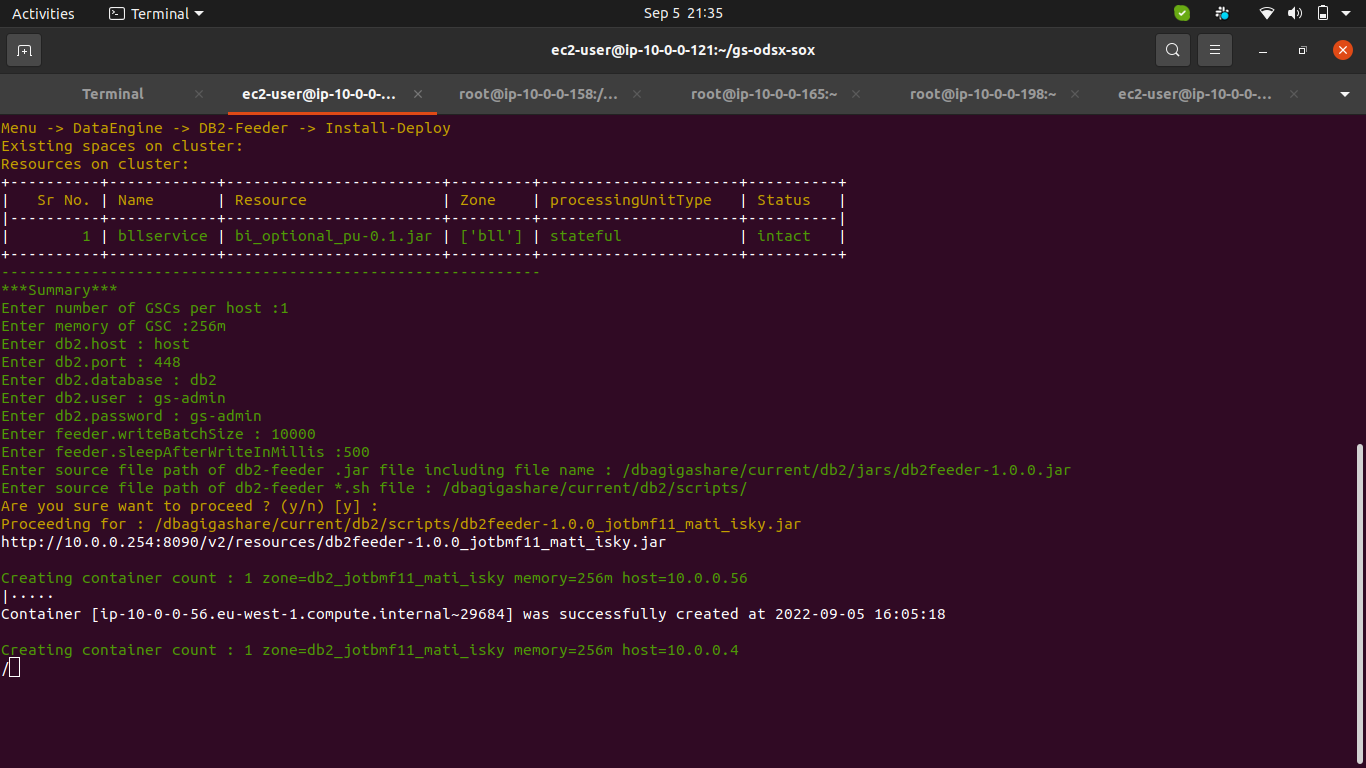 Activities Terminal Sep 5 21:35
ec2-user@ip-10-0-0-121:~/gs-odsx-sox
Terminal ec2-user@ip-10-0-0-... root@ip-10-0-0-158:/... root@ip-10-0-0-165:~ root@ip-10-0-0-198:~ ec2-user@ip-10-0-0-...
Menu -> DataEngine -> DB2-Feeder -> Install-Deploy
Existing spaces on cluster:
Resources on cluster:
+----------+------------+------------------------+---------+----------------------+----------+
|   Sr No. | Name       | Resource               | Zone    | processingUnitType   | Status   |
|----------+------------+------------------------+---------+----------------------+----------|
|        1 | bllservice | bi_optional_pu-0.1.jar | ['bll'] | stateful             | intact   |
+----------+------------+------------------------+---------+----------------------+----------+
------------------------------------------------------------
***Summary***
Enter number of GSCs per host :1
Enter memory of GSC :256m
Enter db2.host : host
Enter db2.port : 448
Enter db2.database : db2
Enter db2.user : gs-admin
Enter db2.password : gs-admin
Enter feeder.writeBatchSize : 10000
Enter feeder.sleepAfterWriteInMillis :500
Enter source file path of db2-feeder .jar file including file name : /dbagigashare/current/db2/jars/db2feeder-1.0.0.jar
Enter source file path of db2-feeder *.sh file : /dbagigashare/current/db2/scripts/
Are you sure want to proceed ? (y/n) [y] :
Proceeding for : /dbagigashare/current/db2/scripts/db2feeder-1.0.0_jotbmf11_mati_isky.jar
http://10.0.0.254:8090/v2/resources/db2feeder-1.0.0_jotbmf11_mati_isky.jar
Creating container count : 1 zone=db2_jotbmf11_mati_isky memory=256m host=10.0.0.56
|·····
Container [ip-10-0-0-56.eu-west-1.compute.internal~29684] was successfully created at 2022-09-05 16:05:18
Creating container count : 1 zone=db2_jotbmf11_mati_isky memory=256m host=10.0.0.4
/